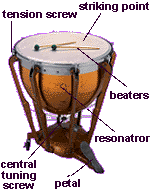 striking point
tension screw
beaters
resonatror
central
tuning
screw
petal